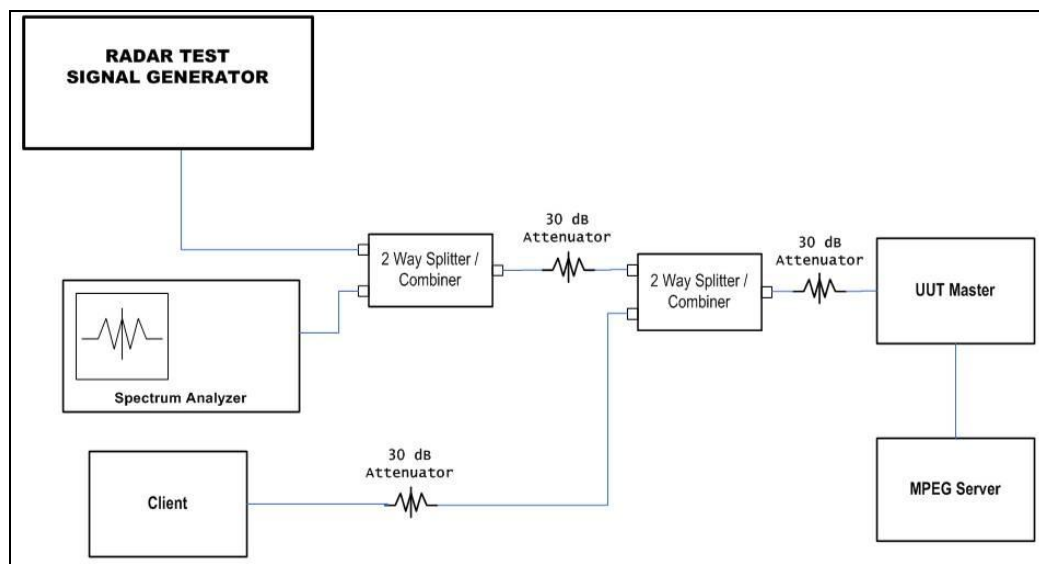 RADAR TEST
SIGNAL GENERATOR
30 dB
Attenuator
2 Way Splitter /
Combiner
30 dB
Attenuator
2 Way Splitter /
Combiner
UUT Master
Spectrum Analyzer
30 dB
Attenuator
Client
MPEG Server